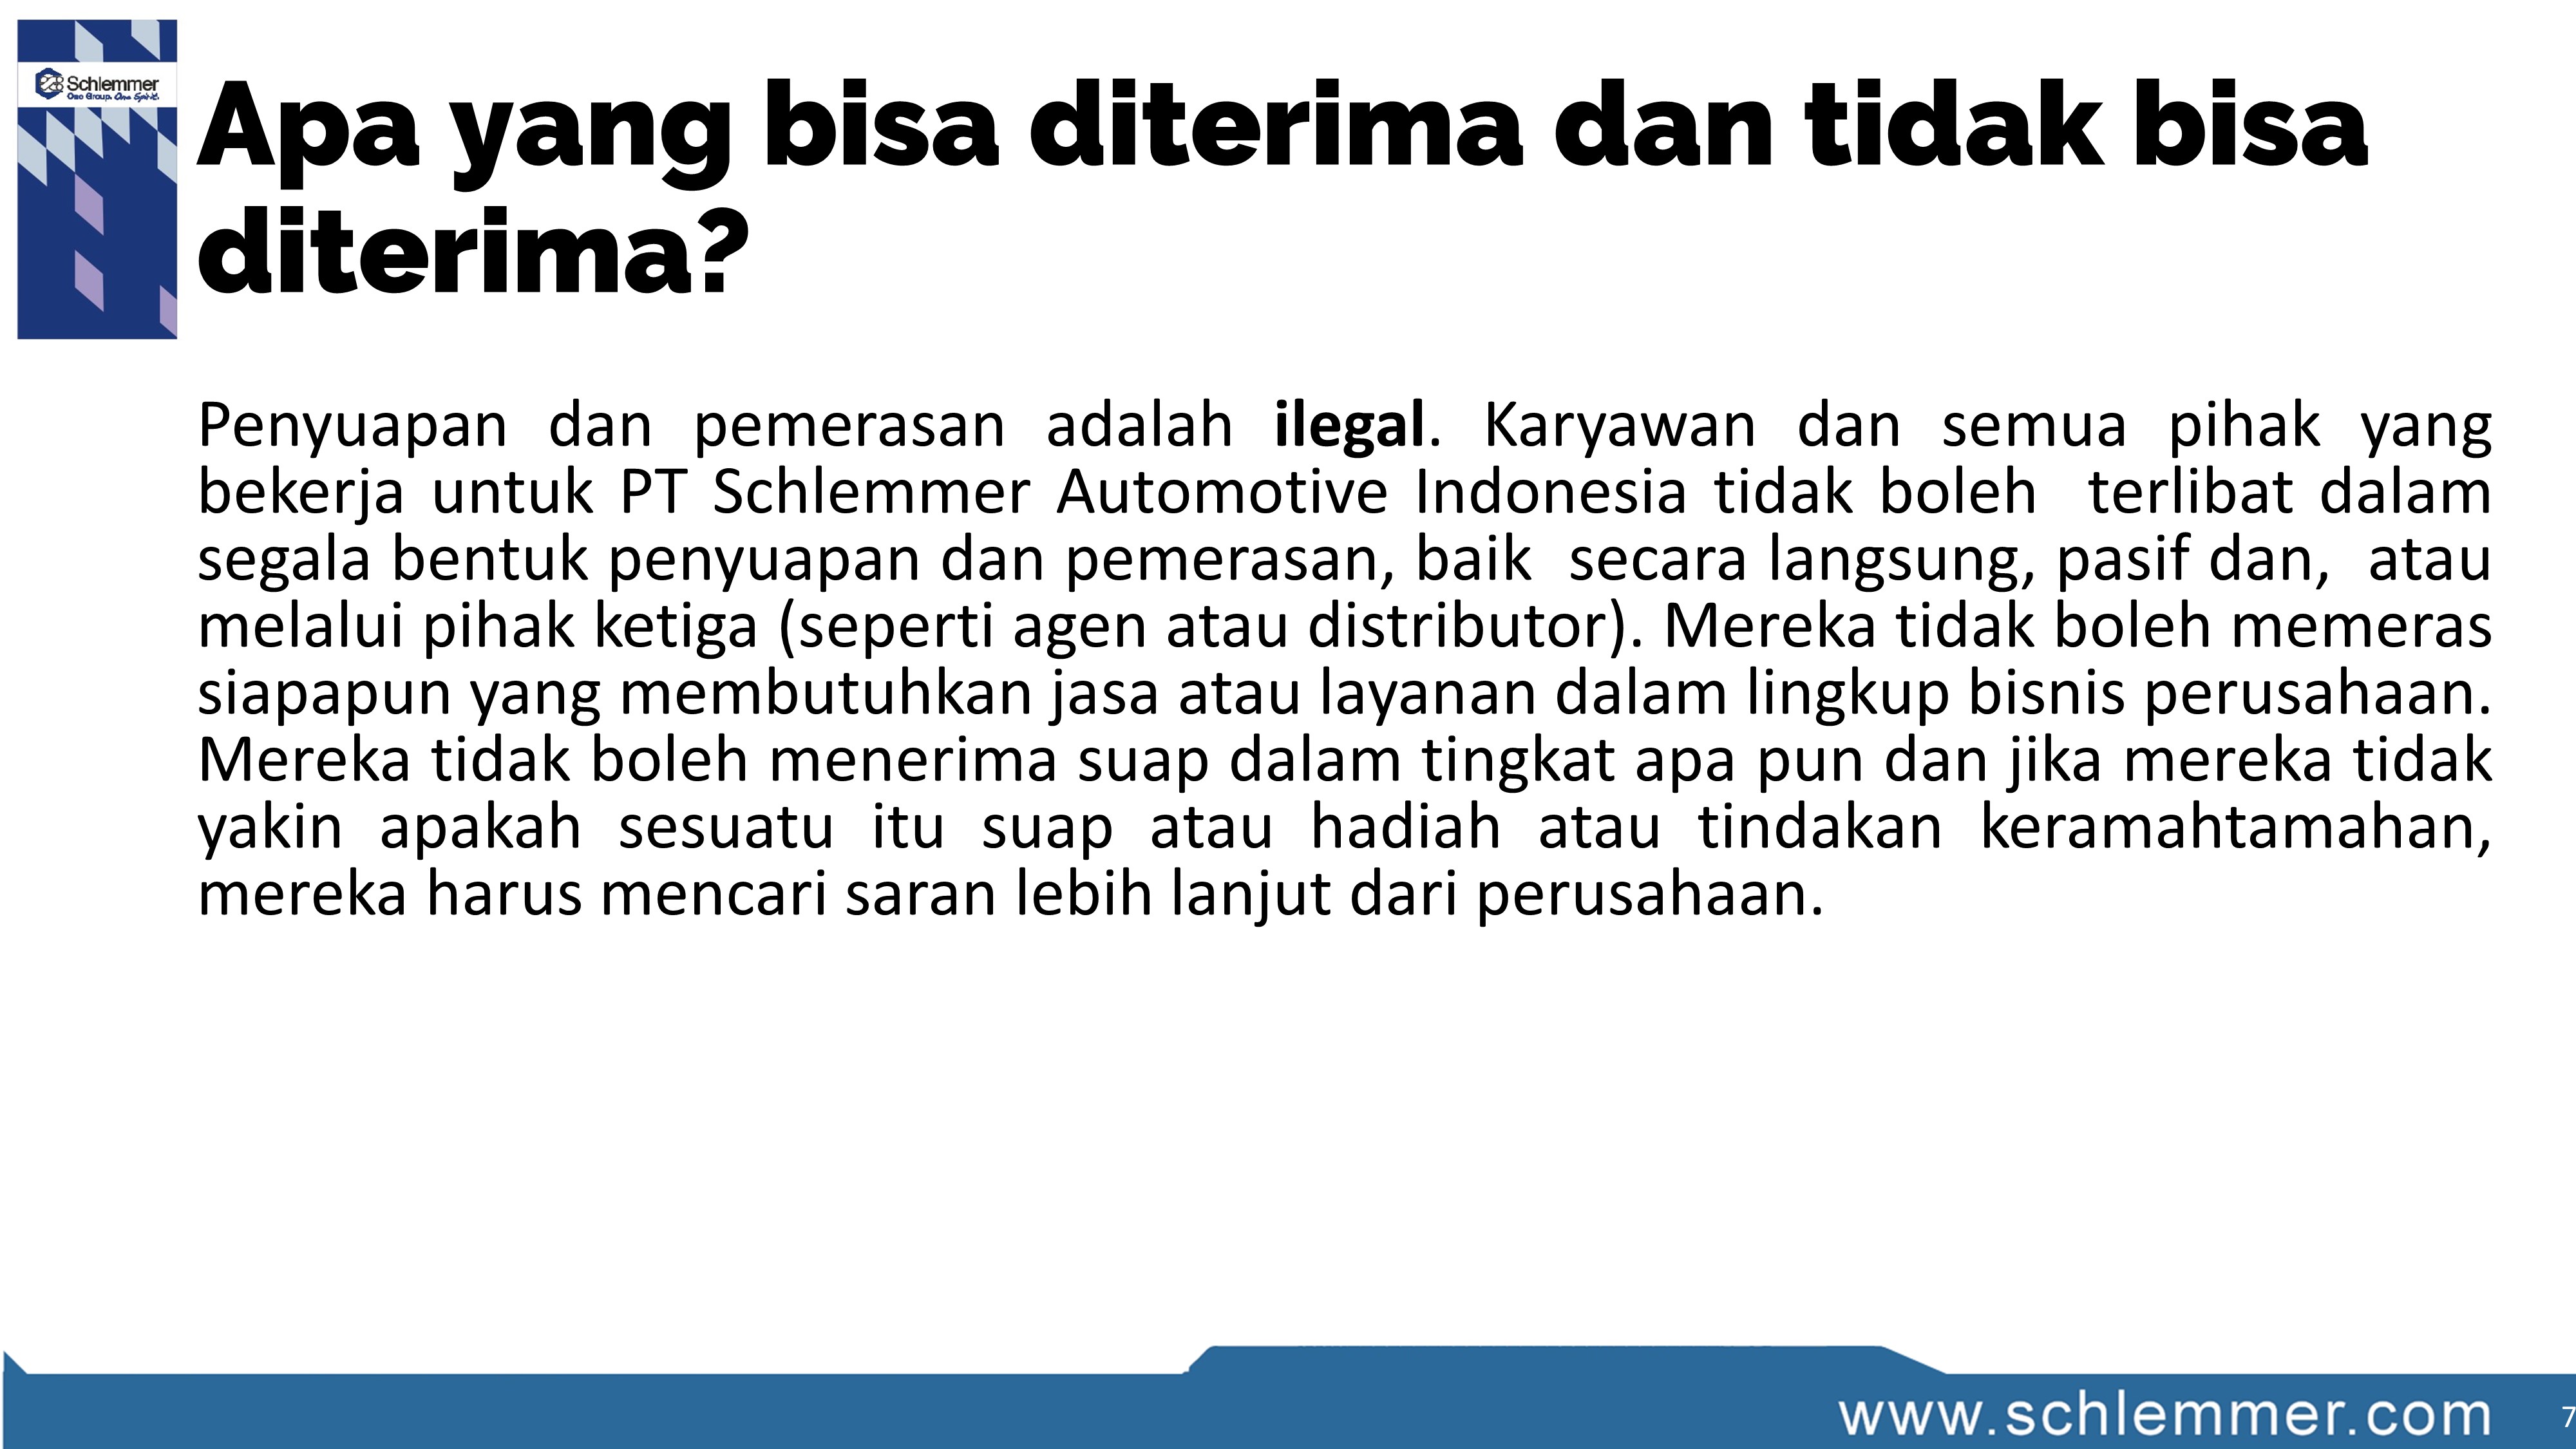 Schlemmer
One Group. One Spirit.
Apa yang bisa diterima dan tidak bisa
diterima?
Penyuapan dan pemerasan adalah ilegal. Karyawan dan semua pihak yang
bekerja untuk PT Schlemmer Automotive Indonesia tidak boleh  terlibat dalam
segala bentuk penyuapan dan pemerasan, baik  secara langsung, pasif dan,  atau
melalui pihak ketiga (seperti agen atau distributor). Mereka tidak boleh memeras
siapapun yang membutuhkan jasa atau layanan dalam lingkup bisnis perusahaan.
Mereka tidak boleh menerima suap dalam tingkat apa pun dan jika mereka tidak
yakin apakah sesuatu itu suap atau hadiah atau tindakan keramahtamahan,
mereka harus mencari saran lebih lanjut dari perusahaan.
www.schlemmer.com
7